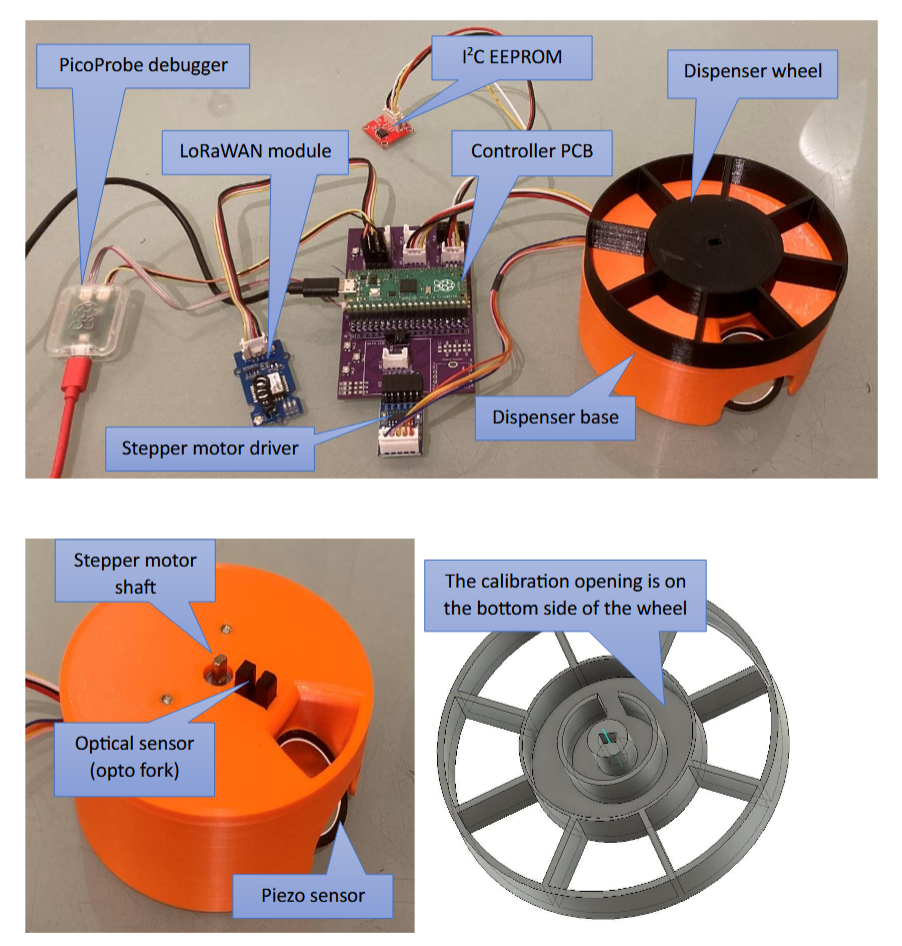 PicoProbe debugger
I²C EEPROM
Dispenser wheel
LoRaWAN module
Controller PCB
Dispenser base
Stepper motor driver
Stepper motor
shaft
The calibration opening is on
the bottom side of the wheel
Optical sensor
(opto fork)
Piezo sensor